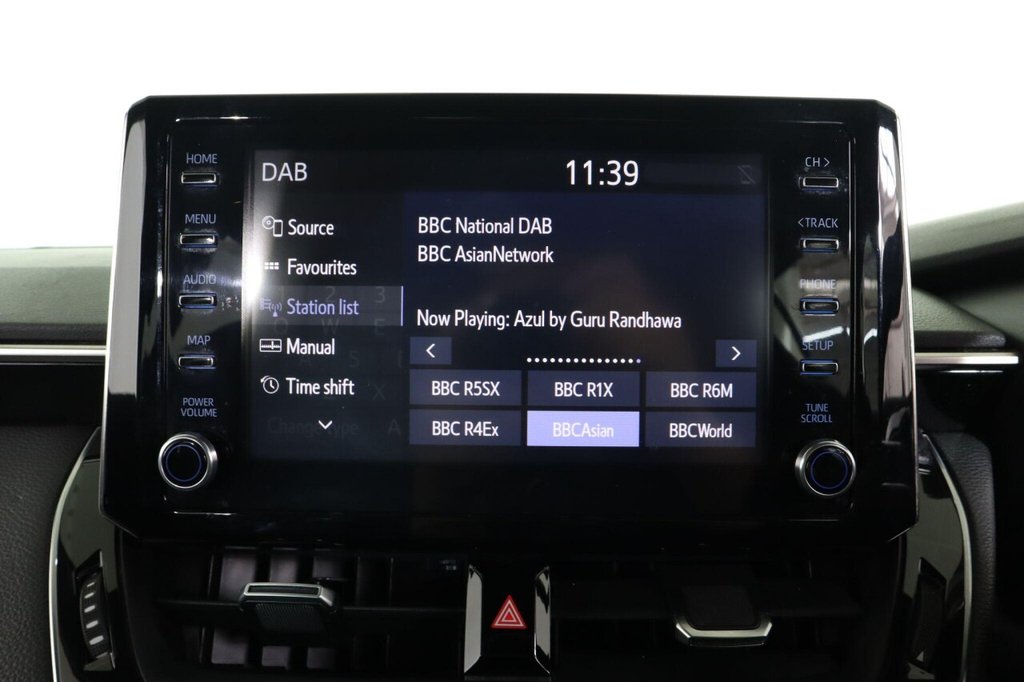 HOME
MENU
AUDIO
MAP
POWER
VOLUME
DAB
11:39
Source
Favourites
Station list
Manual
Time shift
Change type
BBC National DAB
BBC AsianNetwork
Now Playing: Azul by Guru Randhawa
< >
BBC R5SX BBC R1X BBC R6M
BBC R4Ex BBCAsian BBCWorld
CH >
<TRACK
PHONE
SETUP
TUNE
SCROLL